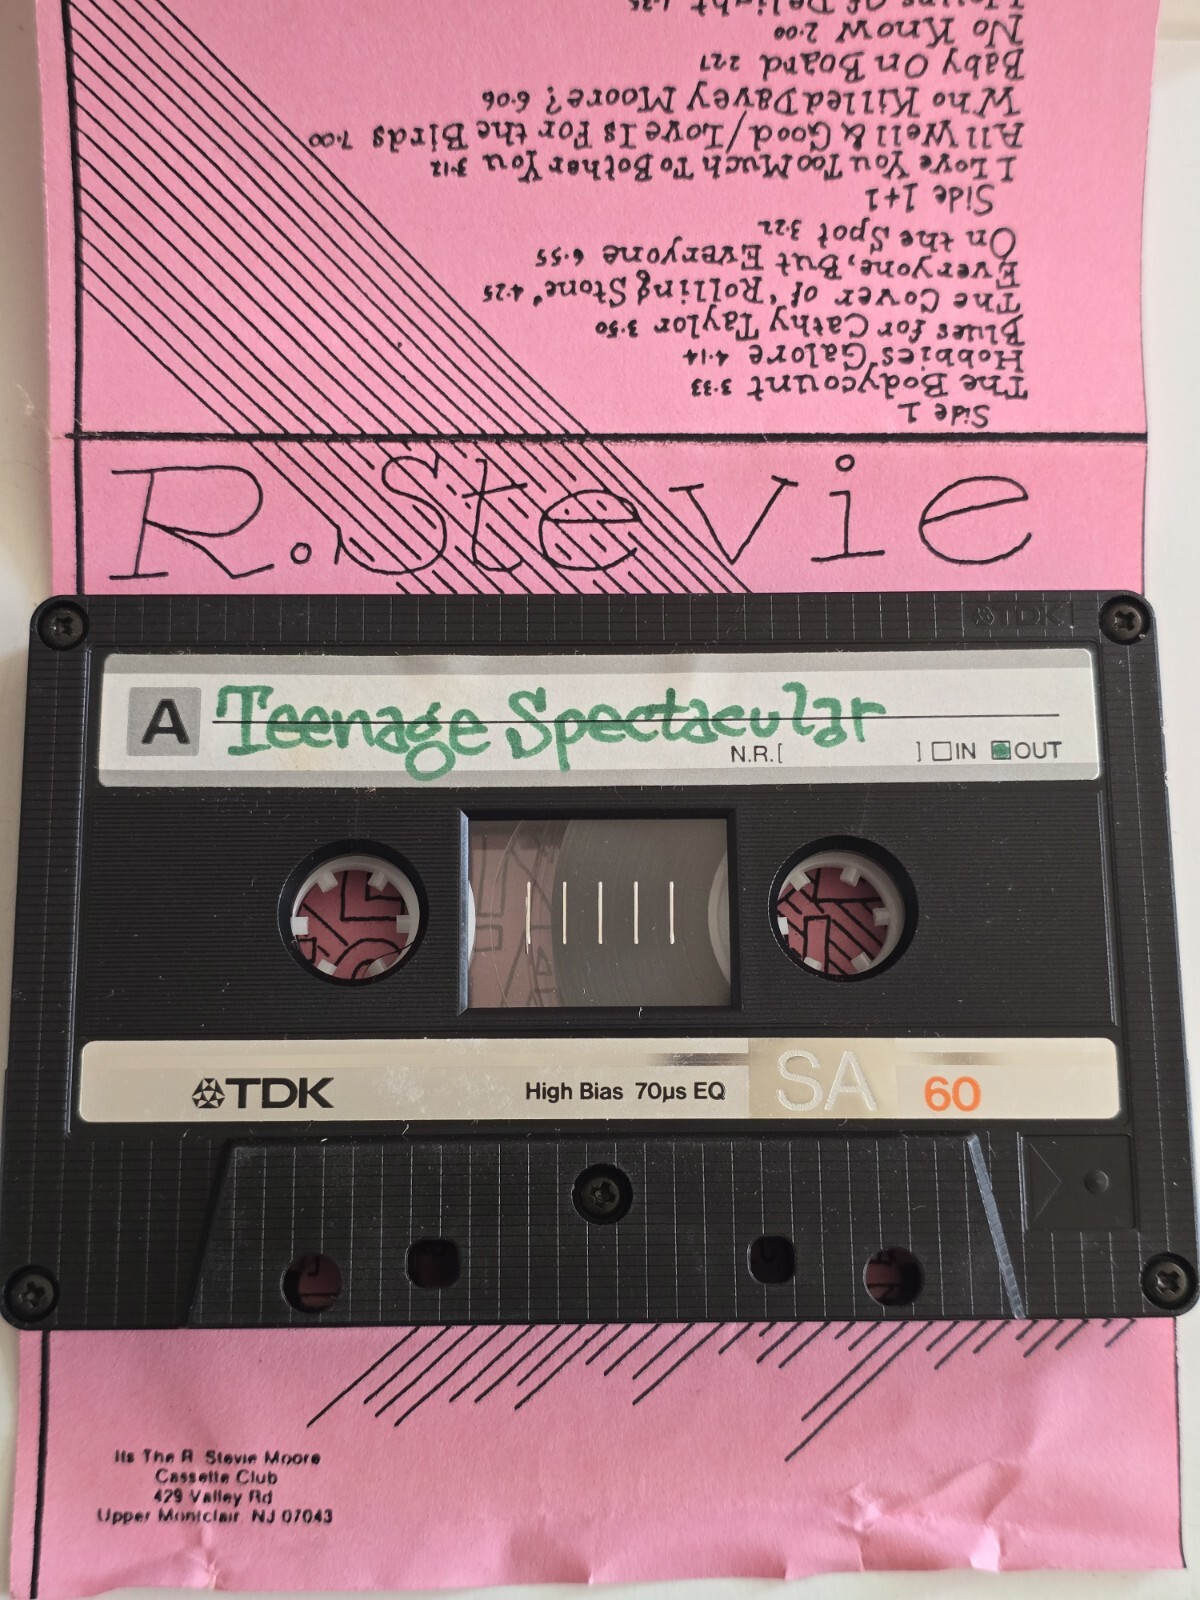 Side 1
The Bodycount 3·33
Hobbies Galore 4·14
Blues for Cathy Taylor 3·50
The Cover of "Rolling Stone" 4·25
Everyone, But Everyone 6·55
On the Spot 3·22
Side 1+1
I Love You Too Much To Bother You 3·12
All Well & Good/Love Is For the Birds 7·00
Who Killed Davey Moore? 6·06
Baby On Board 2·27
No Know 2·00
Of Delight 1·35
R. Stevie
TDK
A Teenage Spectacular
N.R.[ ] IN OUT
TDK High Bias 70μs EQ SA 60
Its The R Stevie Moore
Cassette Club
429 Valley Rd
Upper Montclair NJ 07043